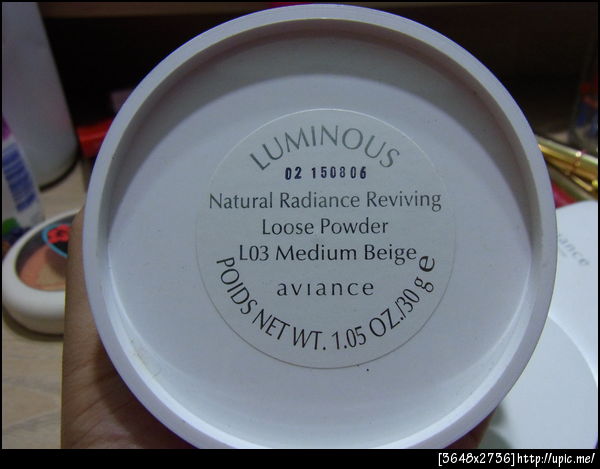 LUMINOUS
02 150806
Natural Radiance Reviving
Loose Powder
L03 Medium Beige
aviance
POIDS NET WT. 1.05 OZ./30 g e
[3648x2736]http://upic.me/